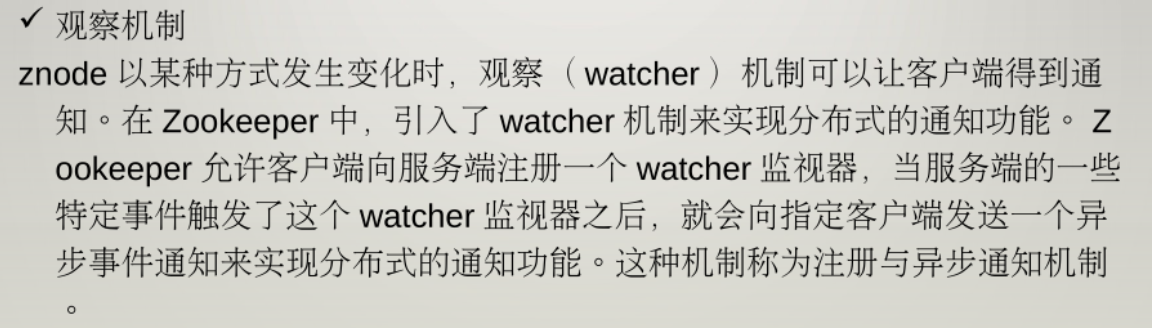 ✓ 观察机制
znode 以某种方式发生变化时，观察（watcher）机制可以让客户端得到通
知。在 Zookeeper 中，引入了 watcher 机制来实现分布式的通知功能。Z
ookeeper 允许客户端向服务端注册一个 watcher 监视器，当服务端的一些
特定事件触发了这个 watcher 监视器之后，就会向指定客户端发送一个异
步事件通知来实现分布式的通知功能。这种机制称为注册与异步通知机制
。